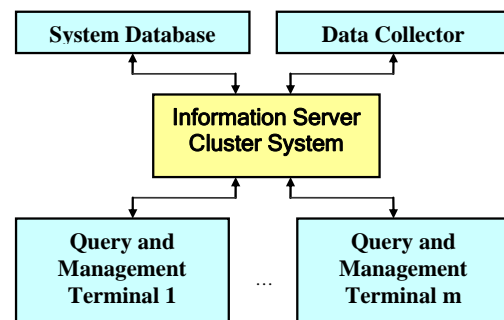 System Database
Data Collector
Information Server
Cluster System
Query and
Management
Terminal 1
...
Query and
Management
Terminal m